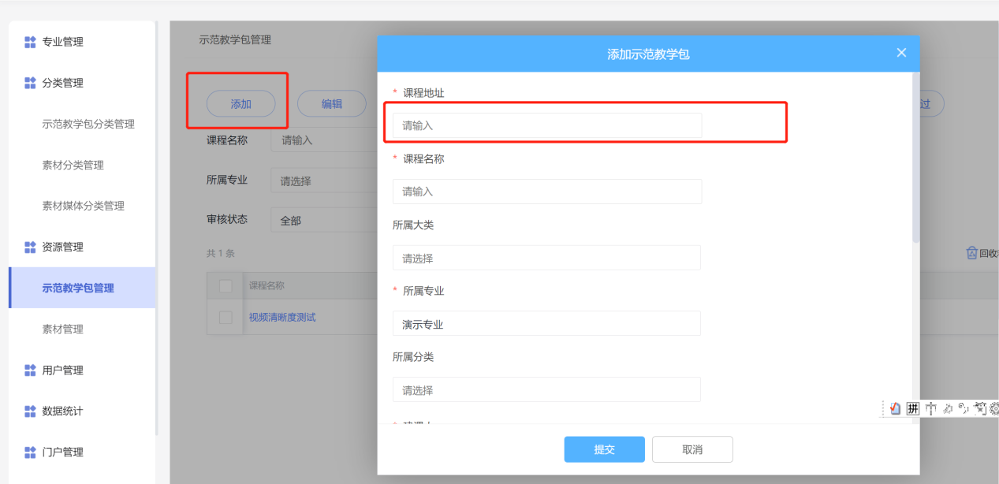 专业管理
分类管理
示范教学包分类管理
素材分类管理
素材媒体分类管理
资源管理
示范教学包管理
素材管理
用户管理
数据统计
门户管理
示范教学包管理
添加
编辑
过
课程名称 请输入
所属专业 请选择
审核状态 全部
共 1 条
回收
课程名称
视频清晰度测试
添加示范教学包
* 课程地址
请输入
* 课程名称
请输入
所属大类
请选择
* 所属专业
演示专业
所属分类
请选择
提交
取消
拼